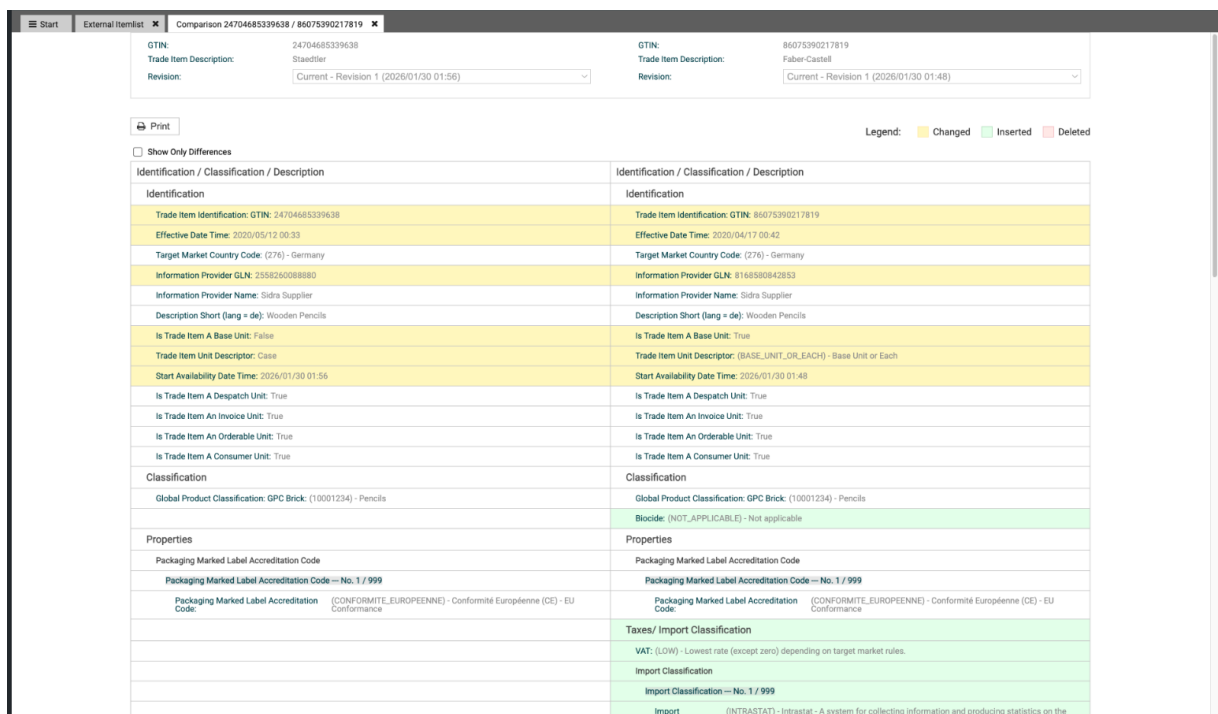 Start External Itemlist Comparison 24704685339638 / 86075390217819
GTIN: 24704685339638 GTIN: 86075390217819
Trade Item Description: Staedtler Trade Item Description: Faber-Castell
Revision: Current - Revision 1 (2026/01/30 01:56) Revision: Current - Revision 1 (2026/01/30 01:48)
Print
Legend: Changed Inserted Deleted
Show Only Differences
Identification / Classification / Description Identification / Classification / Description
Identification Identification
Trade Item Identification: GTIN: 24704685339638 Trade Item Identification: GTIN: 86075390217819
Effective Date Time: 2020/05/12 00:33 Effective Date Time: 2020/04/17 00:42
Target Market Country Code: (276) - Germany Target Market Country Code: (276) - Germany
Information Provider GLN: 2558260088880 Information Provider GLN: 8168580842853
Information Provider Name: Sidra Supplier Information Provider Name: Sidra Supplier
Description Short (lang = de): Wooden Pencils Description Short (lang = de): Wooden Pencils
Is Trade Item A Base Unit: False Is Trade Item A Base Unit: True
Trade Item Unit Descriptor: Case Trade Item Unit Descriptor: (BASE_UNIT_OR_EACH) - Base Unit or Each
Start Availability Date Time: 2026/01/30 01:56 Start Availability Date Time: 2026/01/30 01:48
Is Trade Item A Despatch Unit: True Is Trade Item A Despatch Unit: True
Is Trade Item An Invoice Unit: True Is Trade Item An Invoice Unit: True
Is Trade Item An Orderable Unit: True Is Trade Item An Orderable Unit: True
Is Trade Item A Consumer Unit: True Is Trade Item A Consumer Unit: True
Classification Classification
Global Product Classification: GPC Brick: (10001234) - Pencils Global Product Classification: GPC Brick: (10001234) - Pencils
Biocide: (NOT_APPLICABLE) - Not applicable
Properties Properties
Packaging Marked Label Accreditation Code Packaging Marked Label Accreditation Code
Packaging Marked Label Accreditation Code — No. 1 / 999 Packaging Marked Label Accreditation Code — No. 1 / 999
Packaging Marked Label Accreditation (CONFORMITE_EUROPEENNE) - Conformité Européenne (CE) - EU Packaging Marked Label Accreditation (CONFORMITE_EUROPEENNE) - Conformité Européenne (CE) - EU
Code: Conformance Code: Conformance
Taxes/ Import Classification
VAT: (LOW) - Lowest rate (except zero) depending on target market rules.
Import Classification
Import Classification — No. 1 / 999
Import (INTRASTAT) - Intrastat - A system for collecting information and producing statistics on the